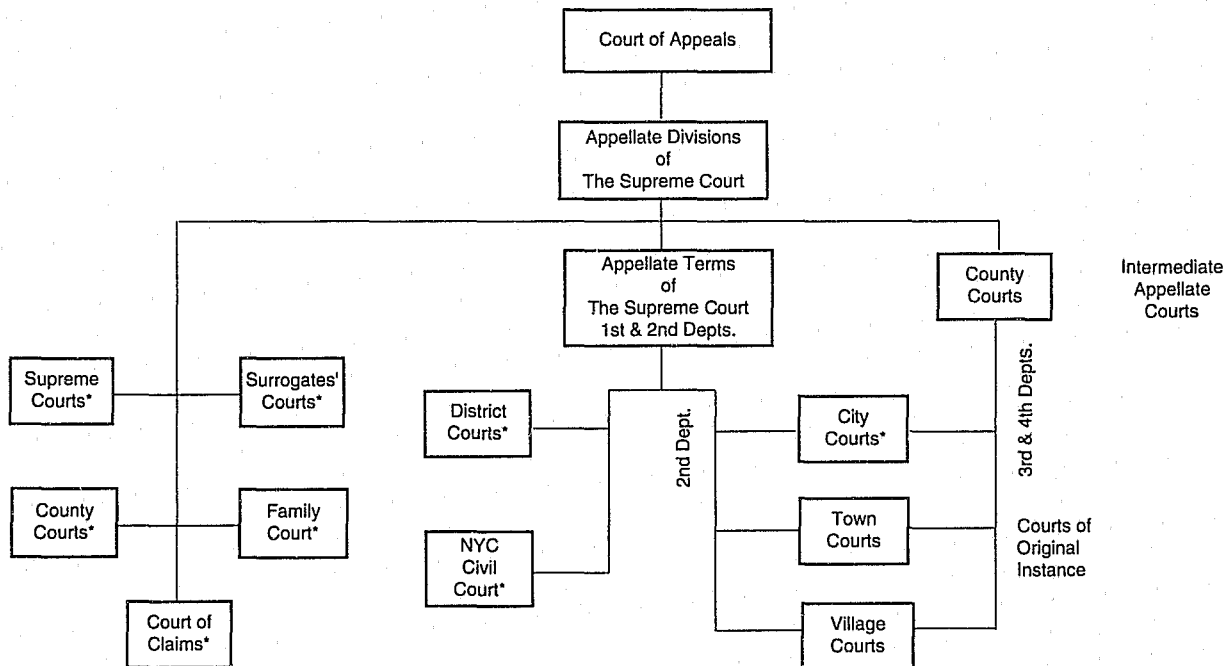 Court of Appeals
Appellate Divisions
of
The Supreme Court
Appellate Terms
of
The Supreme Court
1st & 2nd Depts.
County
Courts
Intermediate
Appellate
Courts
Supreme
Courts*
Surrogates'
Courts*
District
Courts*
2nd Dept.
City
Courts*
3rd & 4th Depts.
County
Courts*
Family
Court*
NYC
Civil
Court*
Town
Courts
Courts of
Original
Instance
Court of
Claims*
Village
Courts